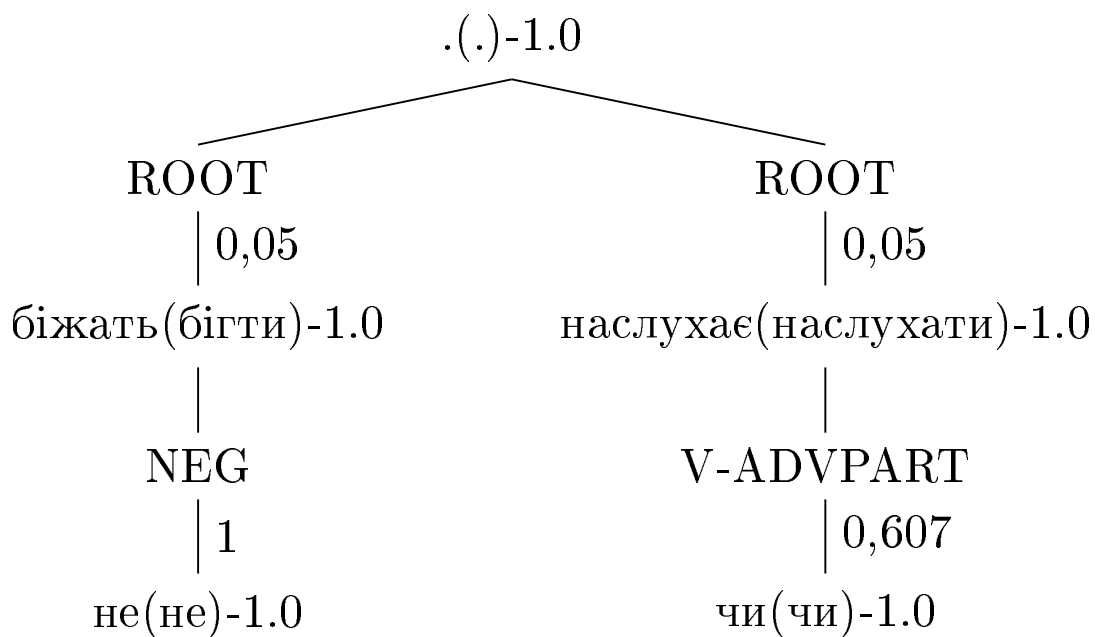 .(.)-1.0
ROOT ROOT
0,05 0,05
біжать(бігти)-1.0 наслухає(наслухати)-1.0
NEG V-ADVPART
1 0,607
не(не)-1.0 чи(чи)-1.0